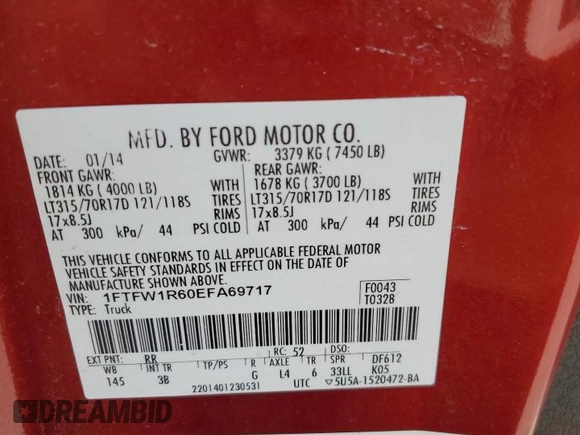 MFD. BY FORD MOTOR CO.
DATE: 01/14 GVWR: 3379 KG ( 7450 LB)
FRONT GAWR: REAR GAWR:
1814 KG ( 4000 LB) WITH 1678 KG ( 3700 LB) WITH
LT315/70R17D 121/118S TIRES LT315/70R17D 121/118S TIRES
17x8.5J RIMS 17x8.5J RIMS
AT 300 kPa/ 44 PSI COLD AT 300 kPa/ 44 PSI COLD
THIS VEHICLE CONFORMS TO ALL APPLICABLE FEDERAL MOTOR
VEHICLE SAFETY STANDARDS IN EFFECT ON THE DATE OF
MANUFACTURE SHOWN ABOVE.
VIN: 1FTFW1R60EFA69717 F0043
TYPE: Truck T0328
EXT PNT: RR RC: 52 DF612
WB INT TR TP/PS R AXLE TR SPR K05
145 3B G L4 6 33LL
2201401230531 UTC ▽5U5A-1520472-BA
DREAMBID